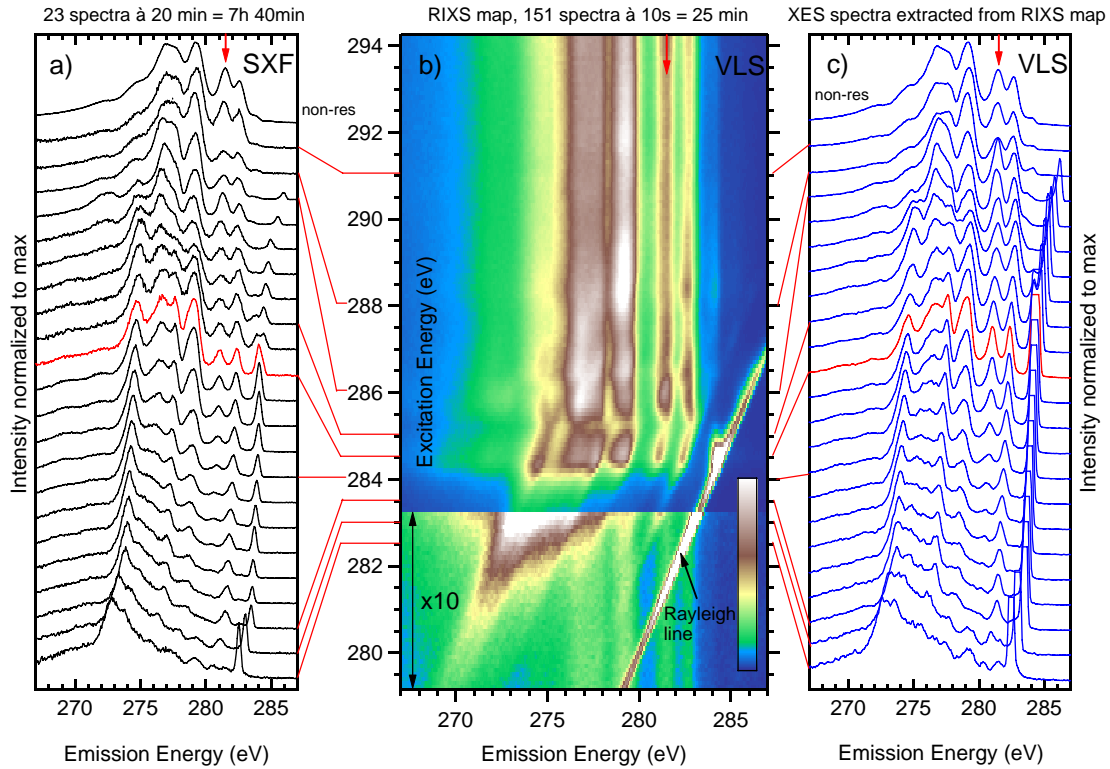 23 spectra à 20 min = 7h 40min
RIXS map, 151 spectra à 10s = 25 min
XES spectra extracted from RIXS map
a)
SXF
b)
VLS
c)
VLS
non-res
non-res
294
292
290
288
286
284
282
280
Intensity normalized to max
Excitation Energy (eV)
Intensity normalized to max
x10
Rayleigh
line
270
275
280
285
270
275
280
285
270
275
280
285
Emission Energy (eV)
Emission Energy (eV)
Emission Energy (eV)